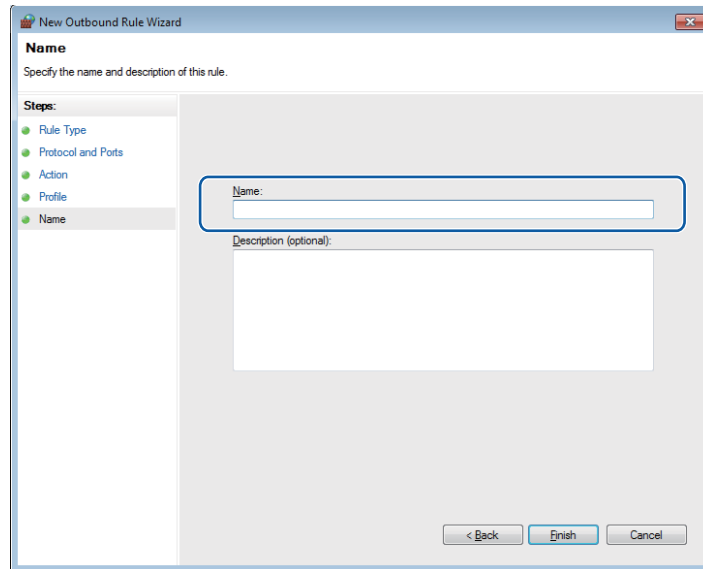 New Outbound Rule Wizard
Name
Specify the name and description of this rule.
Steps:
Rule Type
Protocol and Ports
Action
Profile
Name
Name:
Description (optional):
< Back
Finish
Cancel